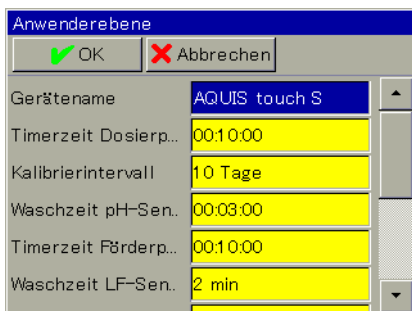 Anwenderebene
OK Abbrechen
Gerätename AQUIS touch S
Timerzeit Dosierp... 00:10:00
Kalibrierintervall 10 Tage
Waschzeit pH-Sen.. 00:03:00
Timerzeit Förderp... 00:10:00
Waschzeit LF-Sen.. 2 min